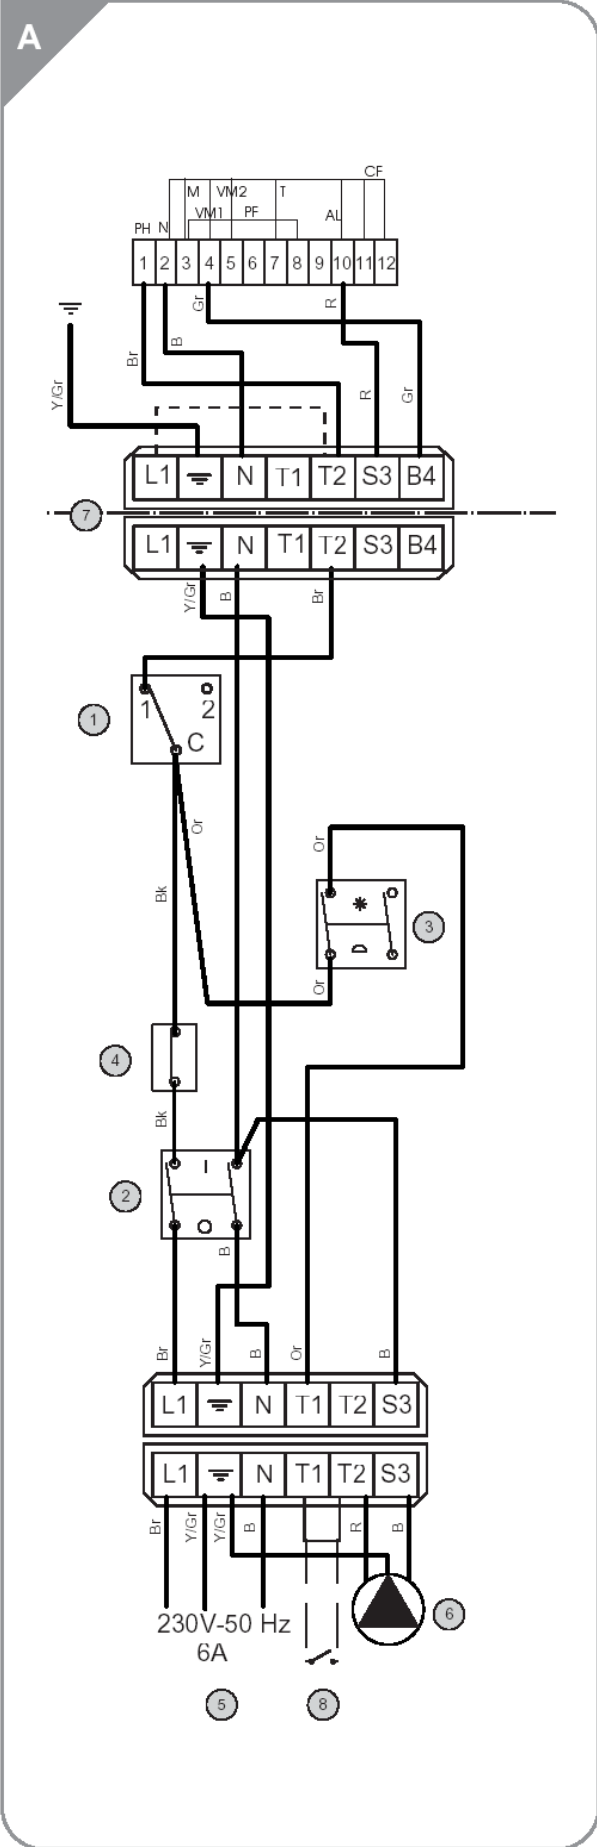 A
CF
M VM2 T
VM1 PF AL
PH N
1 2 3 4 5 6 7 8 9 10 11 12
Gr R
Br B
Y/Gr R Gr
L1 N T1 T2 S3 B4
7
L1 N T1 T2 S3 B4
Y/Gr B Br
1 2
1
C
Or
Or
Bk
3
Or
4
Bk
I
2
O
B
Br Y/Gr B Or B
L1 N T1 T2 S3
L1 N T1 T2 S3
Br Y/Gr Y/Gr B R B
230V-50 Hz
6A
6
5 8